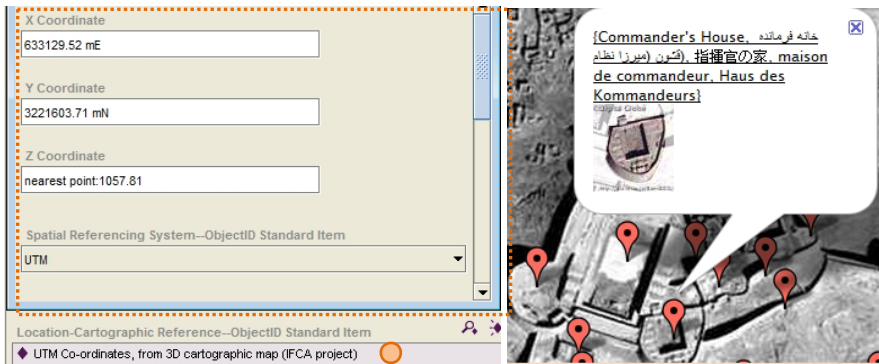 X Coordinate
633129.52 mE
Y Coordinate
3221603.71 mN
Z Coordinate
nearest point:1057.81
Spatial Referencing System--ObjectID Standard Item
UTM
Location-Cartographic Reference--ObjectID Standard Item
UTM Co-ordinates, from 3D cartographic map (IFCA project)
{Commander's House, خانه فرمانده
قشون (میرزا نظام), 指揮官の家, maison
de commandeur, Haus des
Kommandeurs}